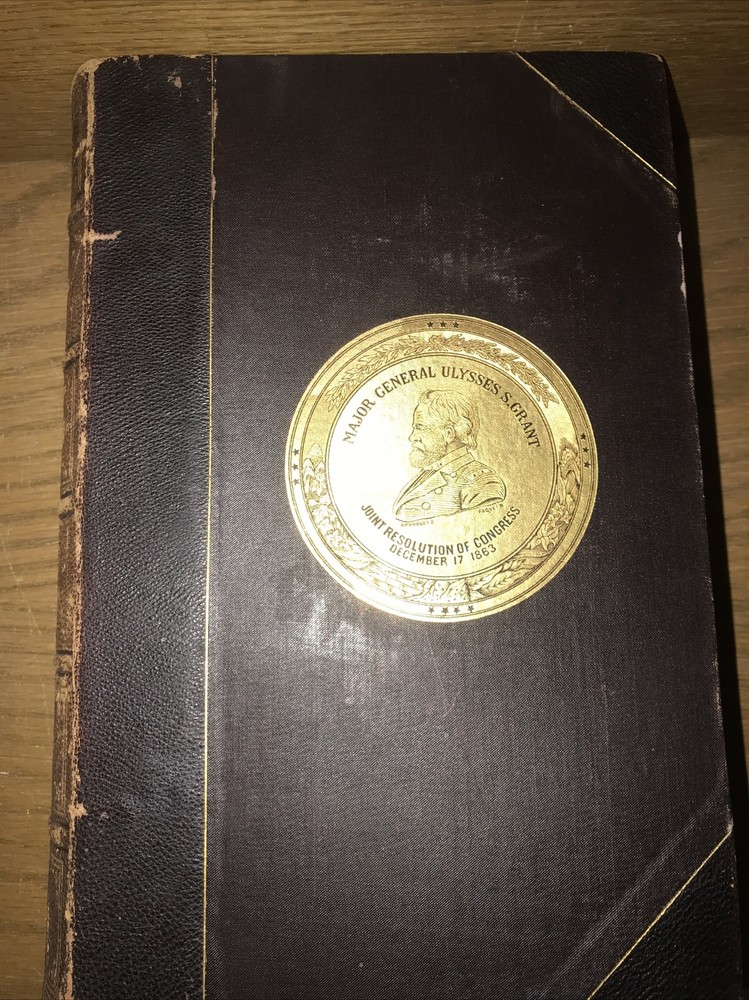 MAJOR GENERAL ULYSSES S. GRANT
JOINT RESOLUTION OF CONGRESS
DECEMBER 17 1863